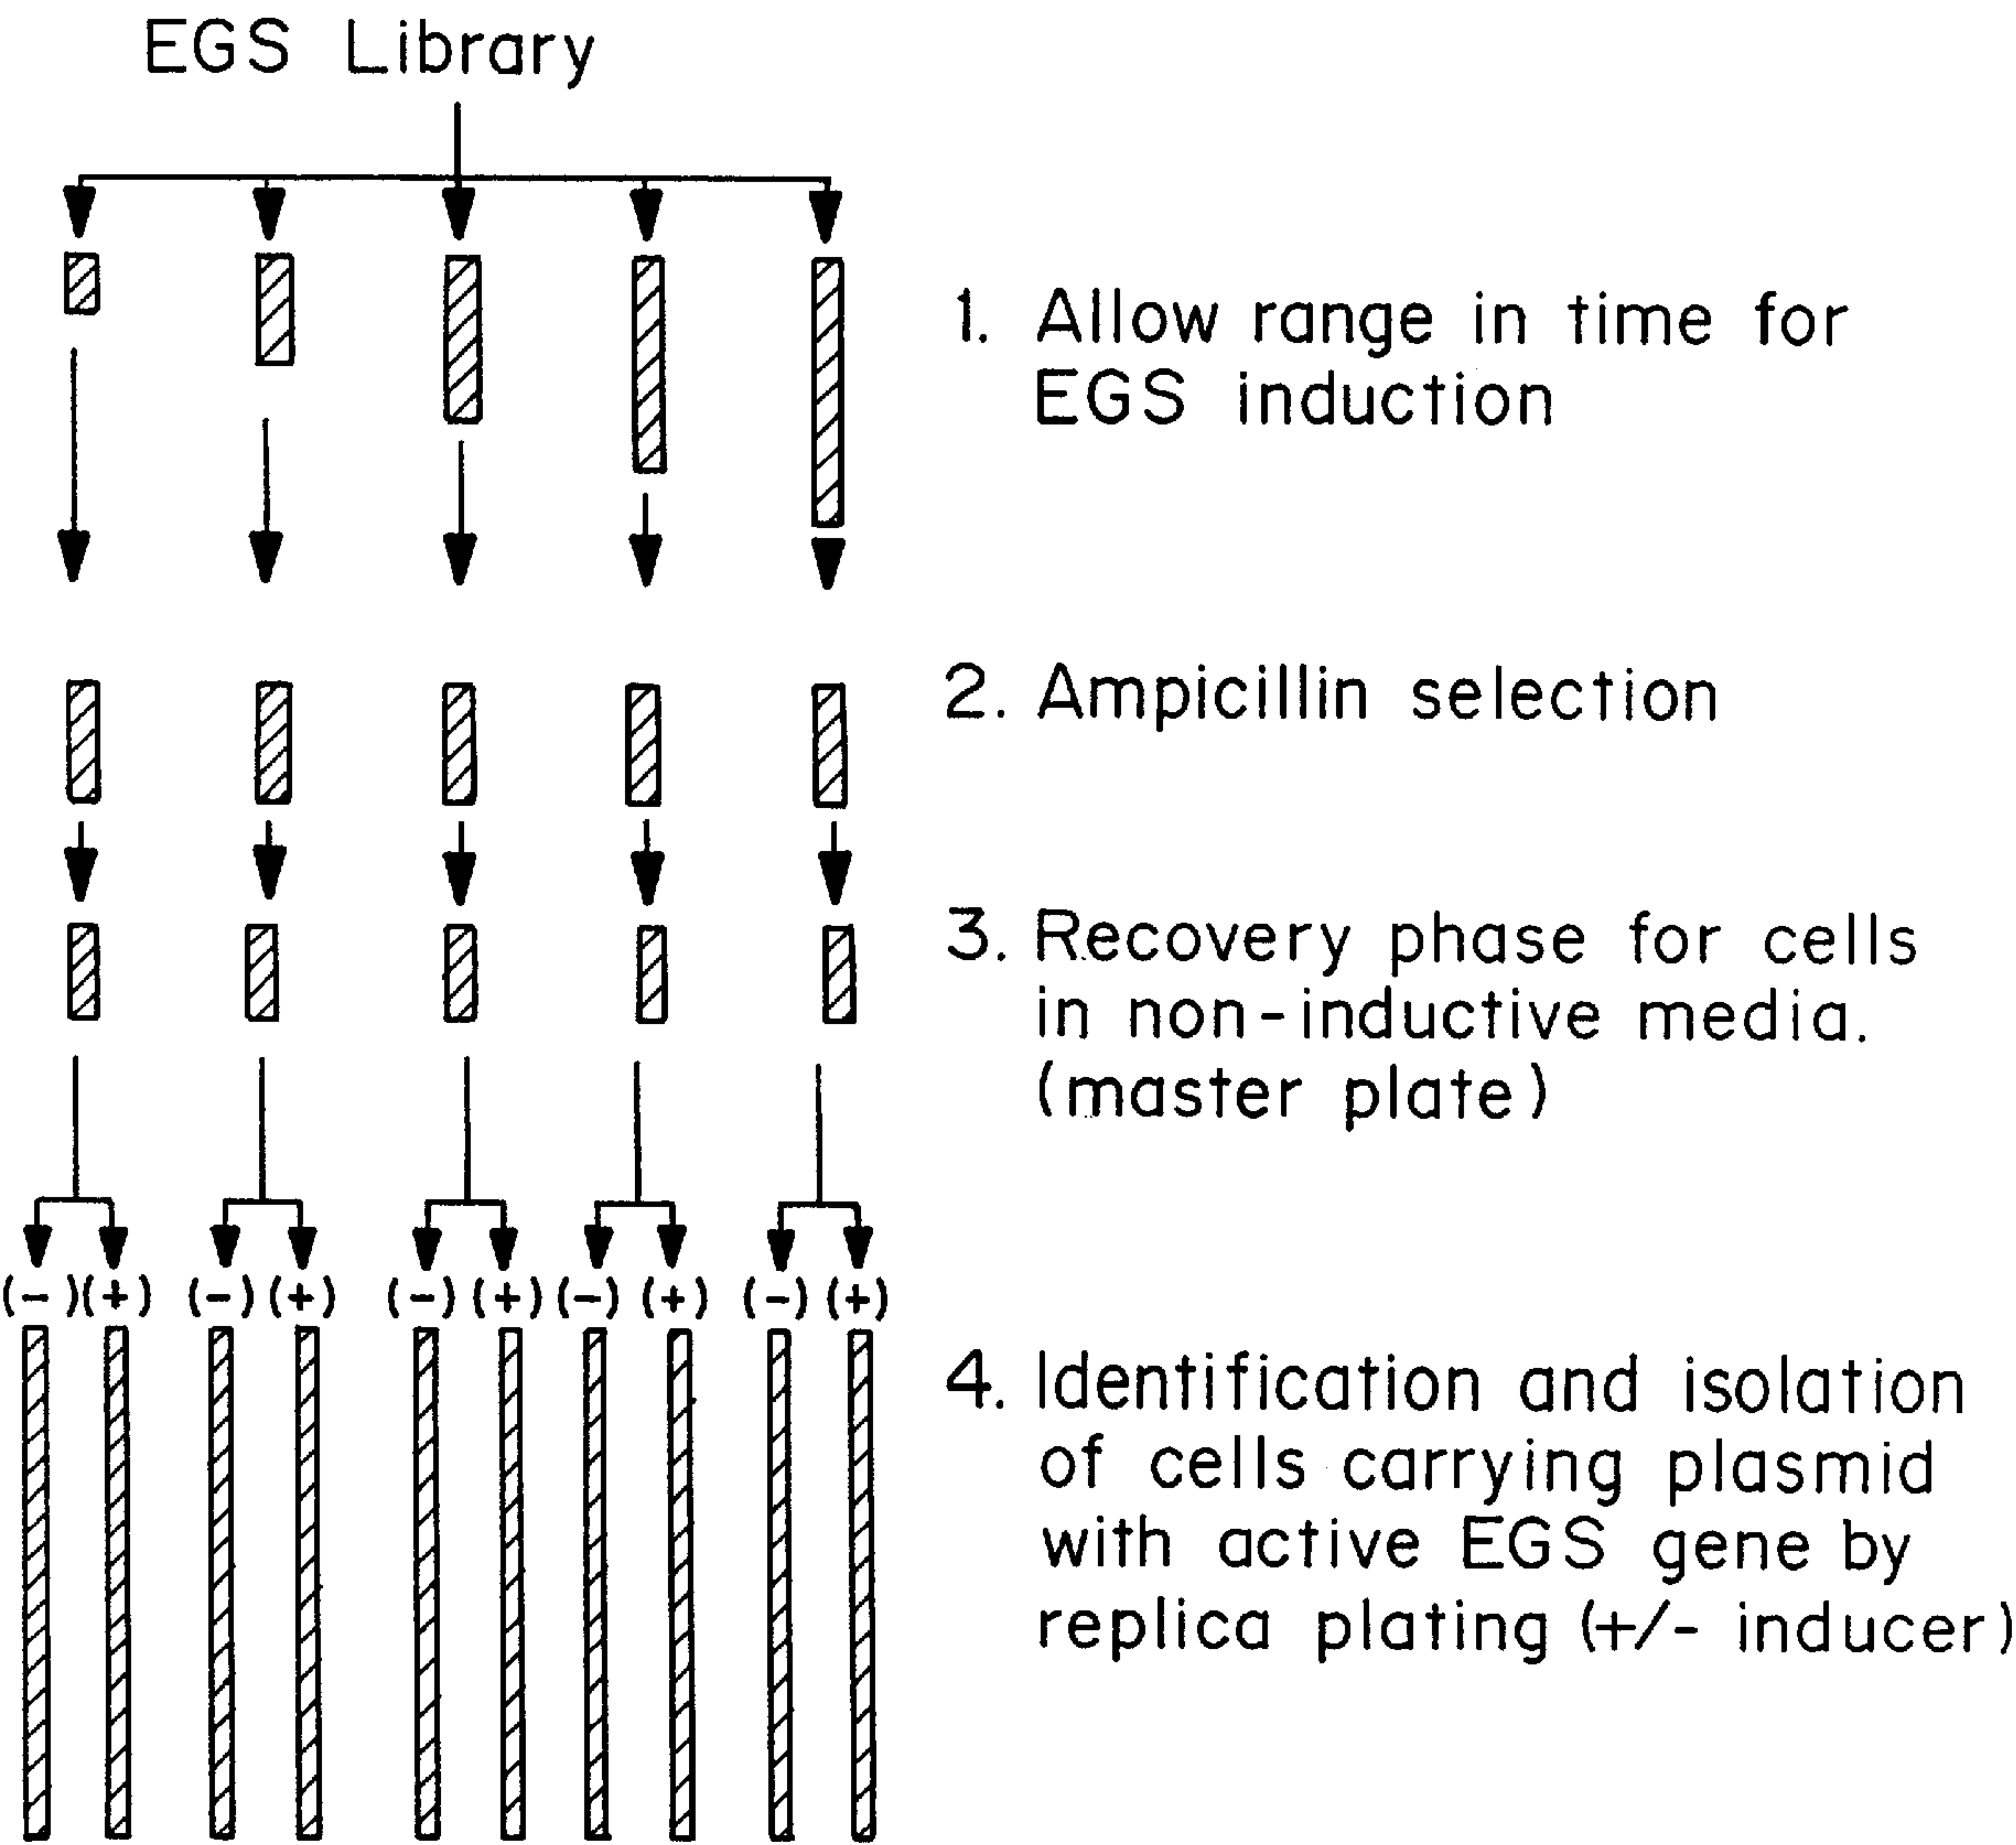 EGS Library
1. Allow range in time for
EGS induction
2. Ampicillin selection
3. Recovery phase for cells
in non-inductive media.
(master plate)
(-)(+) (-)(+) (-)(+)(-)(+) (-)(+)
4. Identification and isolation
of cells carrying plasmid
with active EGS gene by
replica plating (+/- inducer)